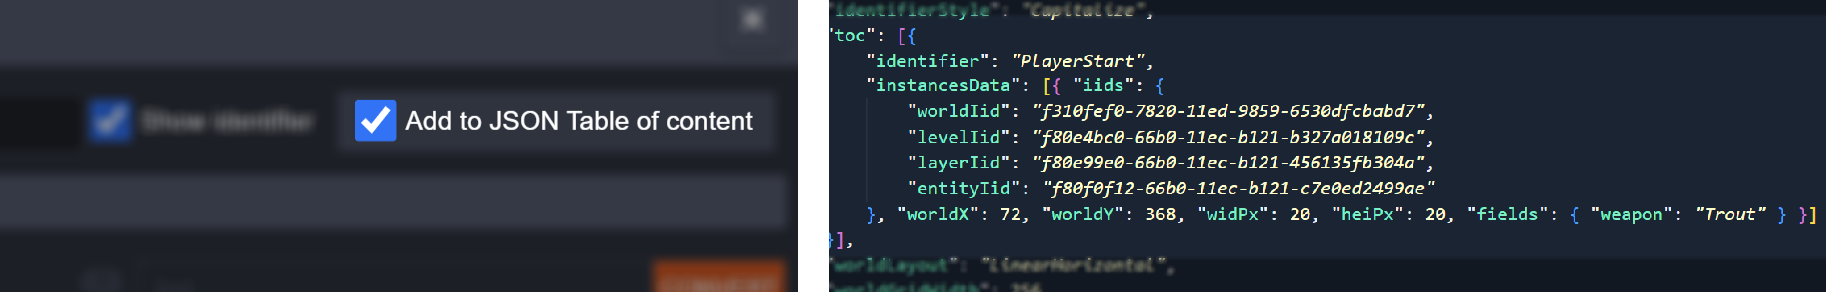 Show identifier
Add to JSON Table of content
"identifierStyle": "Capitalize",
"toc": [{
"identifier": "PlayerStart",
"instancesData": [{ "iids": {
"worldIid": "f310fef0-7820-11ed-9859-6530dfcbabd7",
"levelIid": "f80e4bc0-66b0-11ec-b121-b327a018109c",
"layerIid": "f80e99e0-66b0-11ec-b121-456135fb304a",
"entityIid": "f80f0f12-66b0-11ec-b121-c7e0ed2499ae"
}, "worldX": 72, "worldY": 368, "widPx": 20, "heiPx": 20, "fields": { "weapon": "Trout" } }]
}],
"worldLayout": "LinearHorizontal",
"worldGridWidth": 256